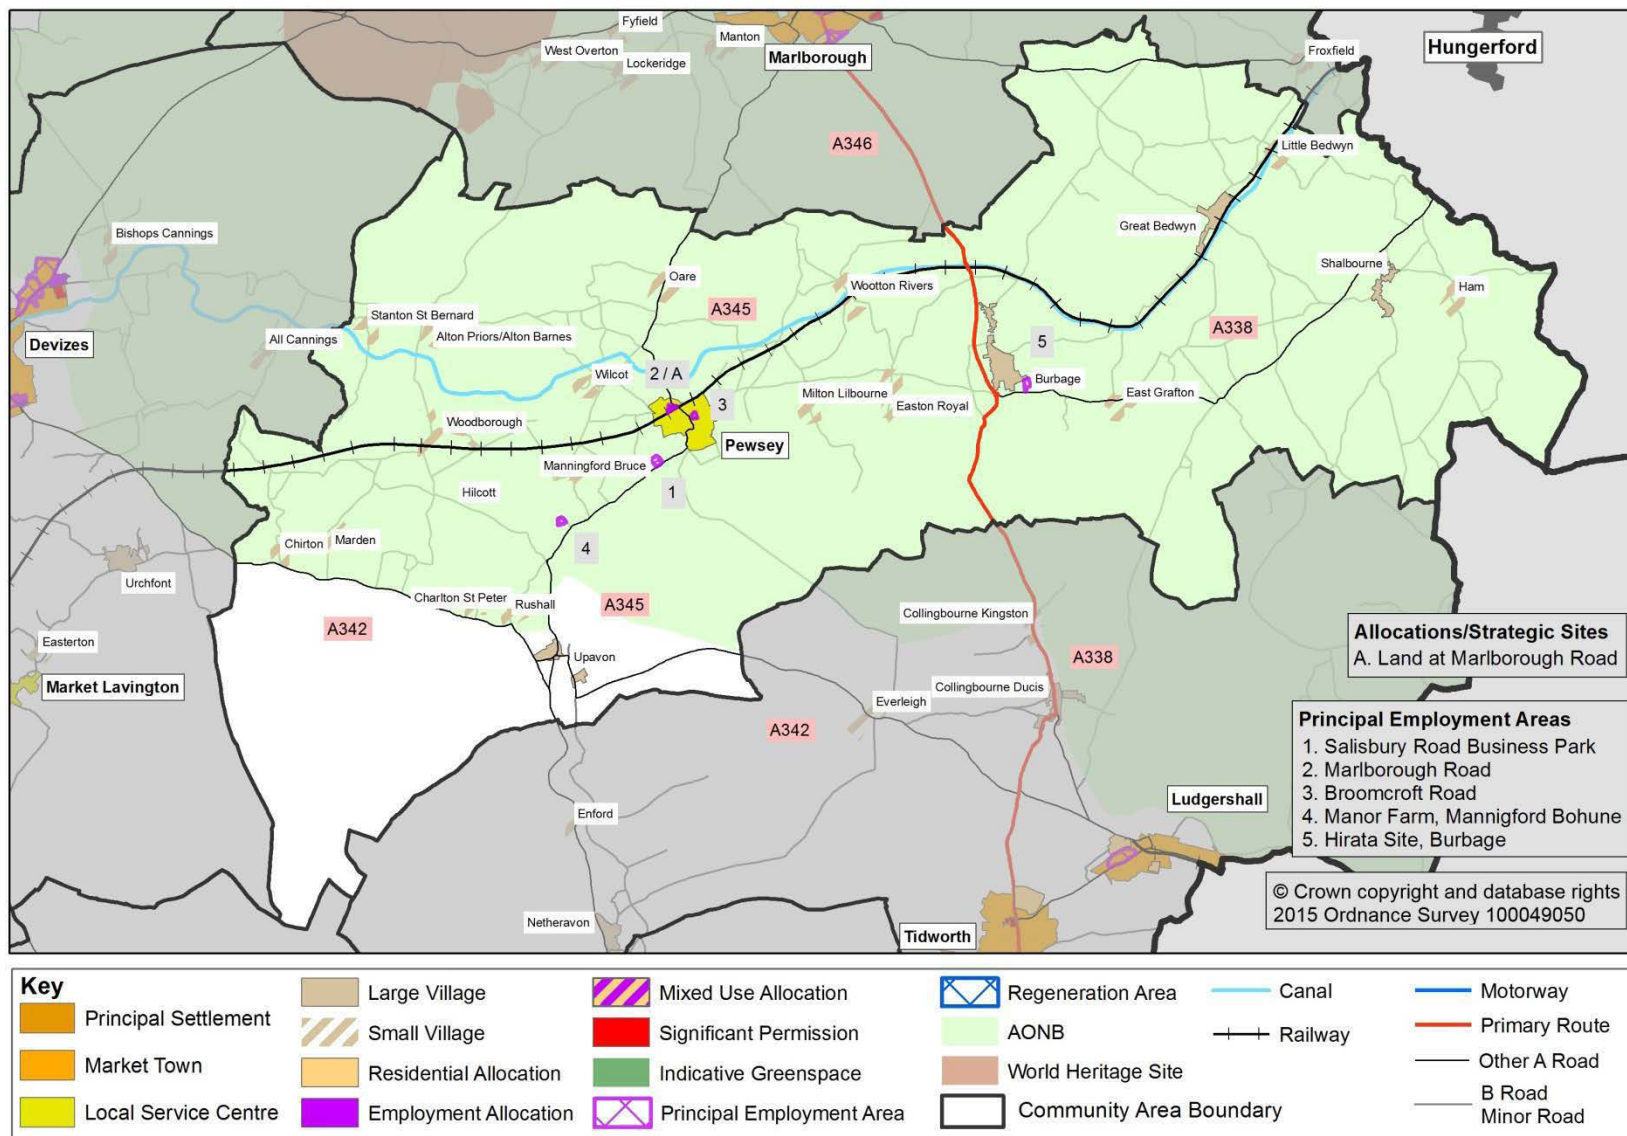 Fyfield
West Overton
Manton
Lockeridge
Marlborough
Froxfield
Hungerford
A346
Little Bedwyn
Bishops Cannings
Great Bedwyn
Shalbourne
Oare
Wootton Rivers
Ham
A345
Stanton St Bernard
Devizes
All Cannings
Alton Priors/Alton Barnes
5
A338
Wilcot
2 / A
Burbage
Milton Lilbourne
East Grafton
3
Easton Royal
Woodborough
Pewsey
Manningford Bruce
Hilcott
1
Chirton
Marden
4
Urchfont
Charlton St Peter
Rushall
A345
Collingbourne Kingston
A342
Easterton
Upavon
A338
Market Lavington
Collingbourne Ducis
Everleigh
A342
Enford
Ludgershall
Netheravon
Tidworth
Allocations/Strategic Sites
A. Land at Marlborough Road
Principal Employment Areas
1. Salisbury Road Business Park
2. Marlborough Road
3. Broomcroft Road
4. Manor Farm, Mannigford Bohune
5. Hirata Site, Burbage
© Crown copyright and database rights
2015 Ordnance Survey 100049050
Key
Principal Settlement
Market Town
Local Service Centre
Large Village
Small Village
Residential Allocation
Employment Allocation
Mixed Use Allocation
Significant Permission
Indicative Greenspace
Principal Employment Area
Regeneration Area
AONB
World Heritage Site
Community Area Boundary
Canal
Railway
Motorway
Primary Route
Other A Road
B Road
Minor Road